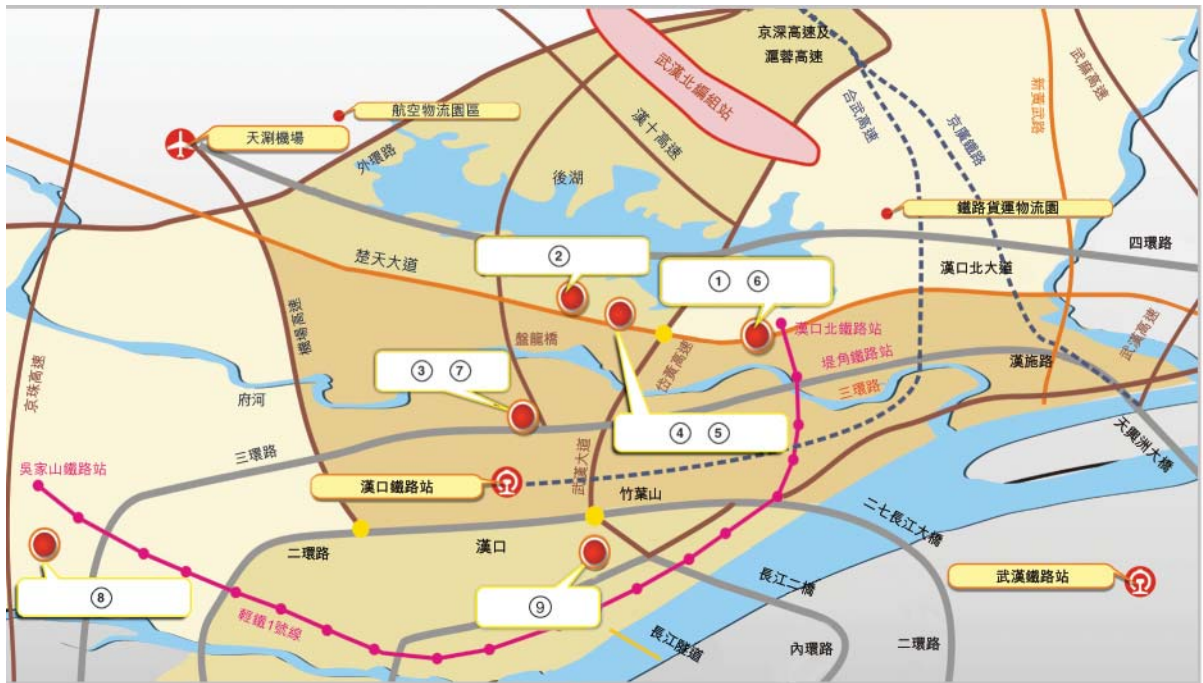 京深高速及
滬蓉高速
武漢北編組站
武麻高速
新黃武路
合武高速
京廣鐵路
漢十高速
航空物流園區
天涮機場
外環路
後湖
鐵路貨運物流園
四環路
楚天大道
②
① ⑥
漢口北大道
機場高速
盤龍橋
漢口北鐵路站
武漢高速
堤角鐵路站
岱黃高速
漢施路
③ ⑦
三環路
京珠高速
府河
④ ⑤
天興洲大橋
三環路
吳家山鐵路站
武漢大道
漢口鐵路站
竹葉山
二七長江大橋
二環路
漢口
長江二橋
武漢鐵路站
⑧
⑨
輕鐵1號線
長江隧道
內環路
二環路